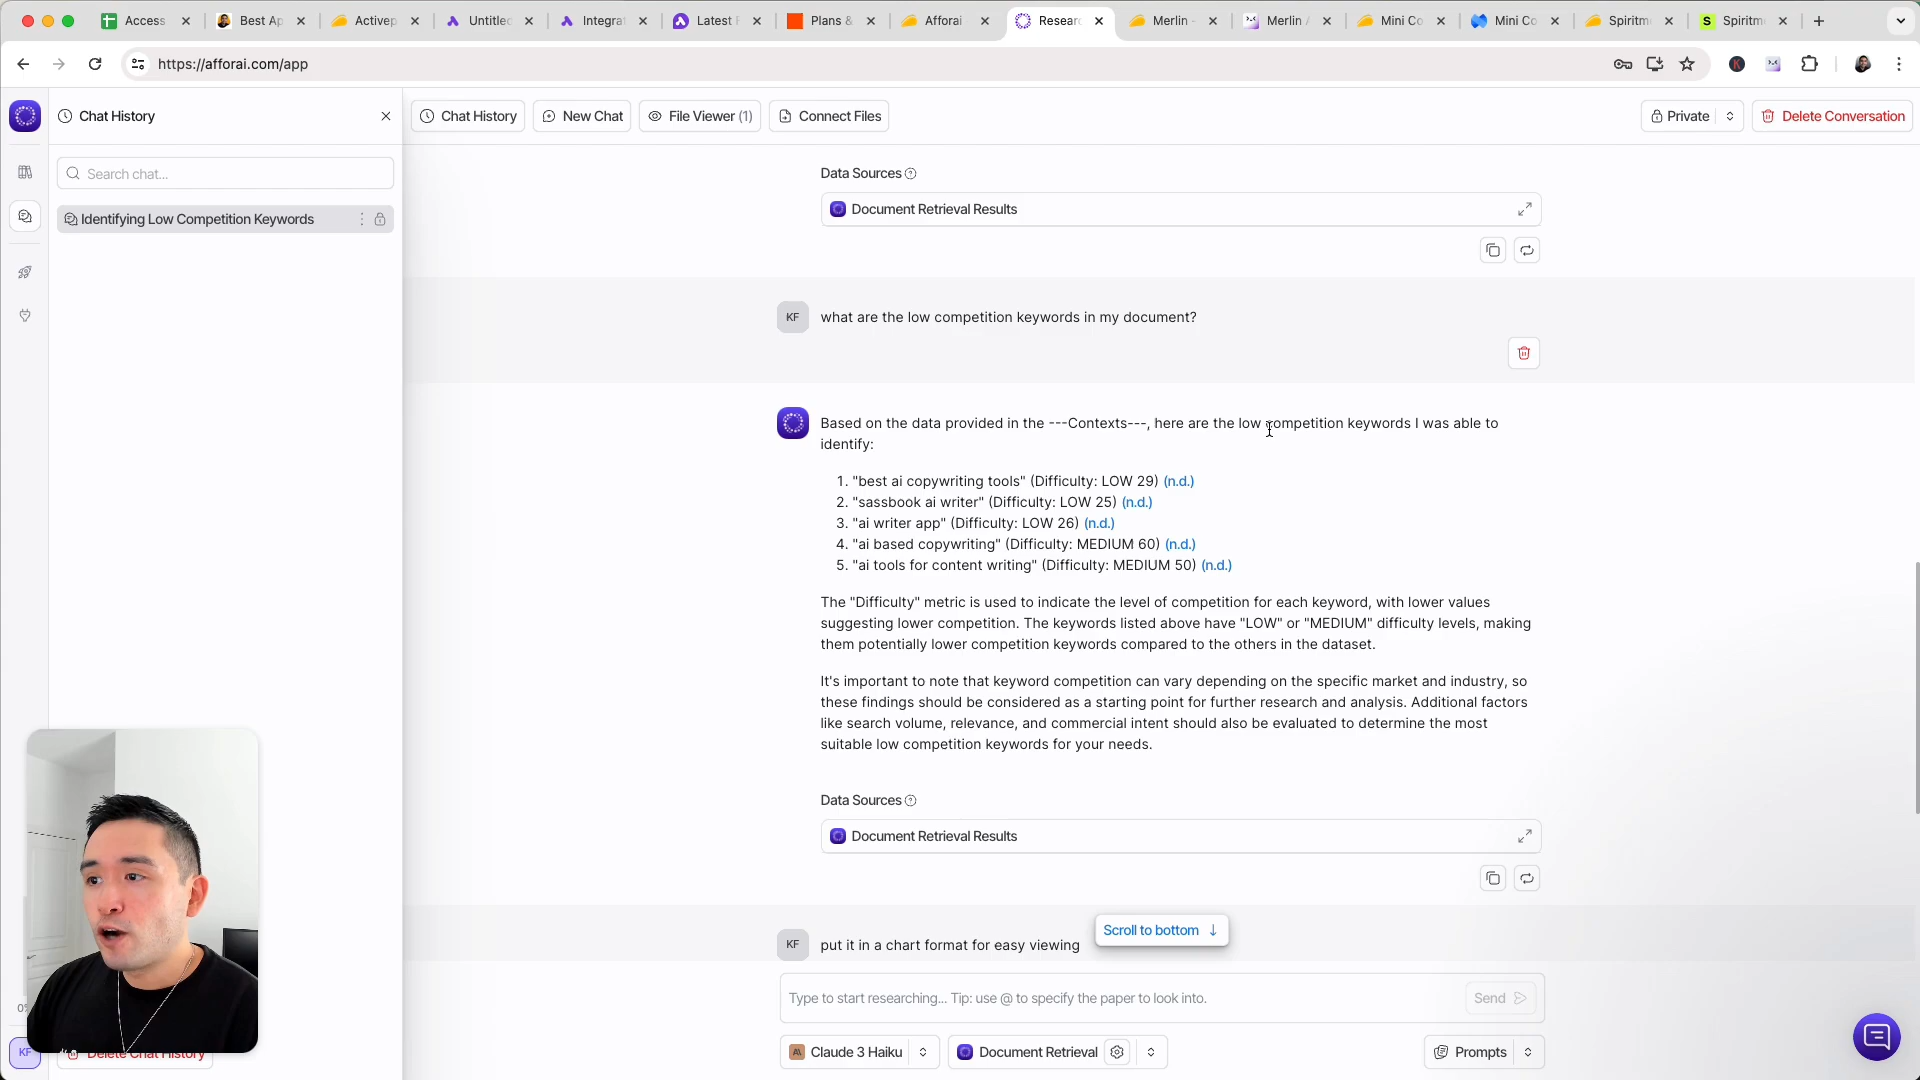 Access
Best Ap
Activep
Untitled
Integrat
Latest
Plans &
Afforai
Researc
Merlin -
Merlin
Mini Co
Mini Co
Spiritm
S
Spiritm
https://afforai.com/app
K
Chat History
Chat History
New Chat
File Viewer (1)
Connect Files
Private
Delete Conversation
Search chat...
Identifying Low Competition Keywords
Data Sources
Document Retrieval Results
KF
what are the low competition keywords in my document?
Based on the data provided in the ---Contexts---, here are the low competition keywords I was able to
identify:
1. "best ai copywriting tools" (Difficulty: LOW 29) (n.d.)
2. "sassbook ai writer" (Difficulty: LOW 25) (n.d.)
3. "ai writer app" (Difficulty: LOW 26) (n.d.)
4. "ai based copywriting" (Difficulty: MEDIUM 60) (n.d.)
5. "ai tools for content writing" (Difficulty: MEDIUM 50) (n.d.)
The "Difficulty" metric is used to indicate the level of competition for each keyword, with lower values
suggesting lower competition. The keywords listed above have "LOW" or "MEDIUM" difficulty levels, making
them potentially lower competition keywords compared to the others in the dataset.
It's important to note that keyword competition can vary depending on the specific market and industry, so
these findings should be considered as a starting point for further research and analysis. Additional factors
like search volume, relevance, and commercial intent should also be evaluated to determine the most
suitable low competition keywords for your needs.
Data Sources
Document Retrieval Results
KF
put it in a chart format for easy viewing
Scroll to bottom
Type to start researching... Tip: use @ to specify the paper to look into.
Send
Claude 3 Haiku
Document Retrieval
Prompts
KF
Delete Chat History